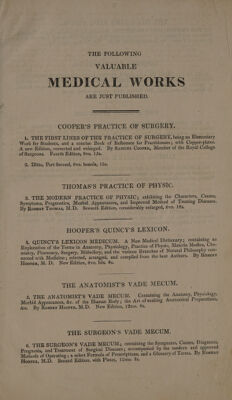 THE FOLLOWING
VALUABLE
MEDICAL WORKS
ARE JUST PUBLISHED.
COOPER'S PRACTICE OF SURGERY.
1. THE FIRST LINES OF THE PRACTICE OF SURGERY, being an Elementary
Work for Students, and a concise Book of Reference for Practitioners; with Copper-plates.
A new Edition, corrected and enlarged. By SAMUEL COOPER, Member of the Royal College
of Surgeons. Fourth Edition, 8vo. 15s.
2. Ditto, Part Second, 8vo. boards, 12s.
THOMAS'S PRACTICE OF PHYSIC.
3. THE MODERN PRACTICE OF PHYSIC; exhibiting the Characters, Causes,
Symptoms, Prognostics, Morbid Appearances, and Improved Method of Treating Diseases.
By ROBERT THOMAS, M.D. Seventh Edition, considerably enlarged, 8vo. 18s.
HOOPER'S QUINCY'S LEXICON.
4. QUINCY'S LEXICON MEDICUM. A New Medical Dictionary; containing an
Explanation of the Terms in Anatomy, Physiology, Practice of Physic, Materia Medica, Chemistry,
Pharmacy, Surgery, Midwifery, and the various Branches of Natural Philosophy connected
with Medicine; selected, arranged, and compiled from the best Authors. By ROBERT
HOOPER, M.D. New Edition, 8vo. 18s.
THE ANATOMIST'S VADE MECUM.
5. THE ANATOMIST'S VADE MECUM. Containing the Anatomy, Physiology,
Morbid Appearances, &c. of the Human Body; the Art of making Anatomical Preparations,
&c. By ROBERT HOOPER, M.D. New Edition, 12mo.
THE SURGEON'S VADE MECUM.
6. THE SURGEON'S VADE MECUM; containing the Symptoms, Causes, Diagnosis,
Prognosis, and Treatment of Surgical Diseases; accompanied by the modern and approved
Methods of Operating; a select Formulæ of Prescriptions, and a Glossary of Terms. By ROBERT
HOOPER, M.D. Second Edition, with Plates, 12mo.